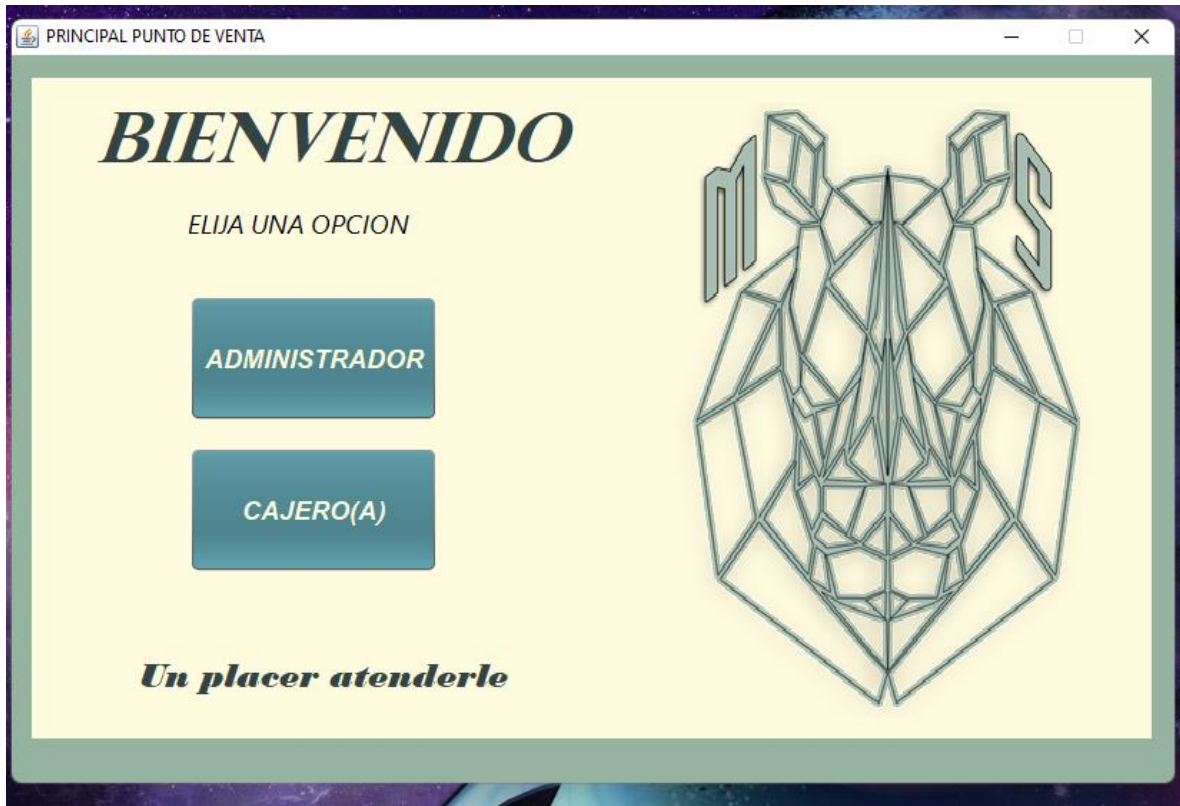 PRINCIPAL PUNTO DE VENTA
BIENVENIDO
ELIJA UNA OPCION
ADMINISTRADOR
CAJERO(A)
Un placer atenderle
M S